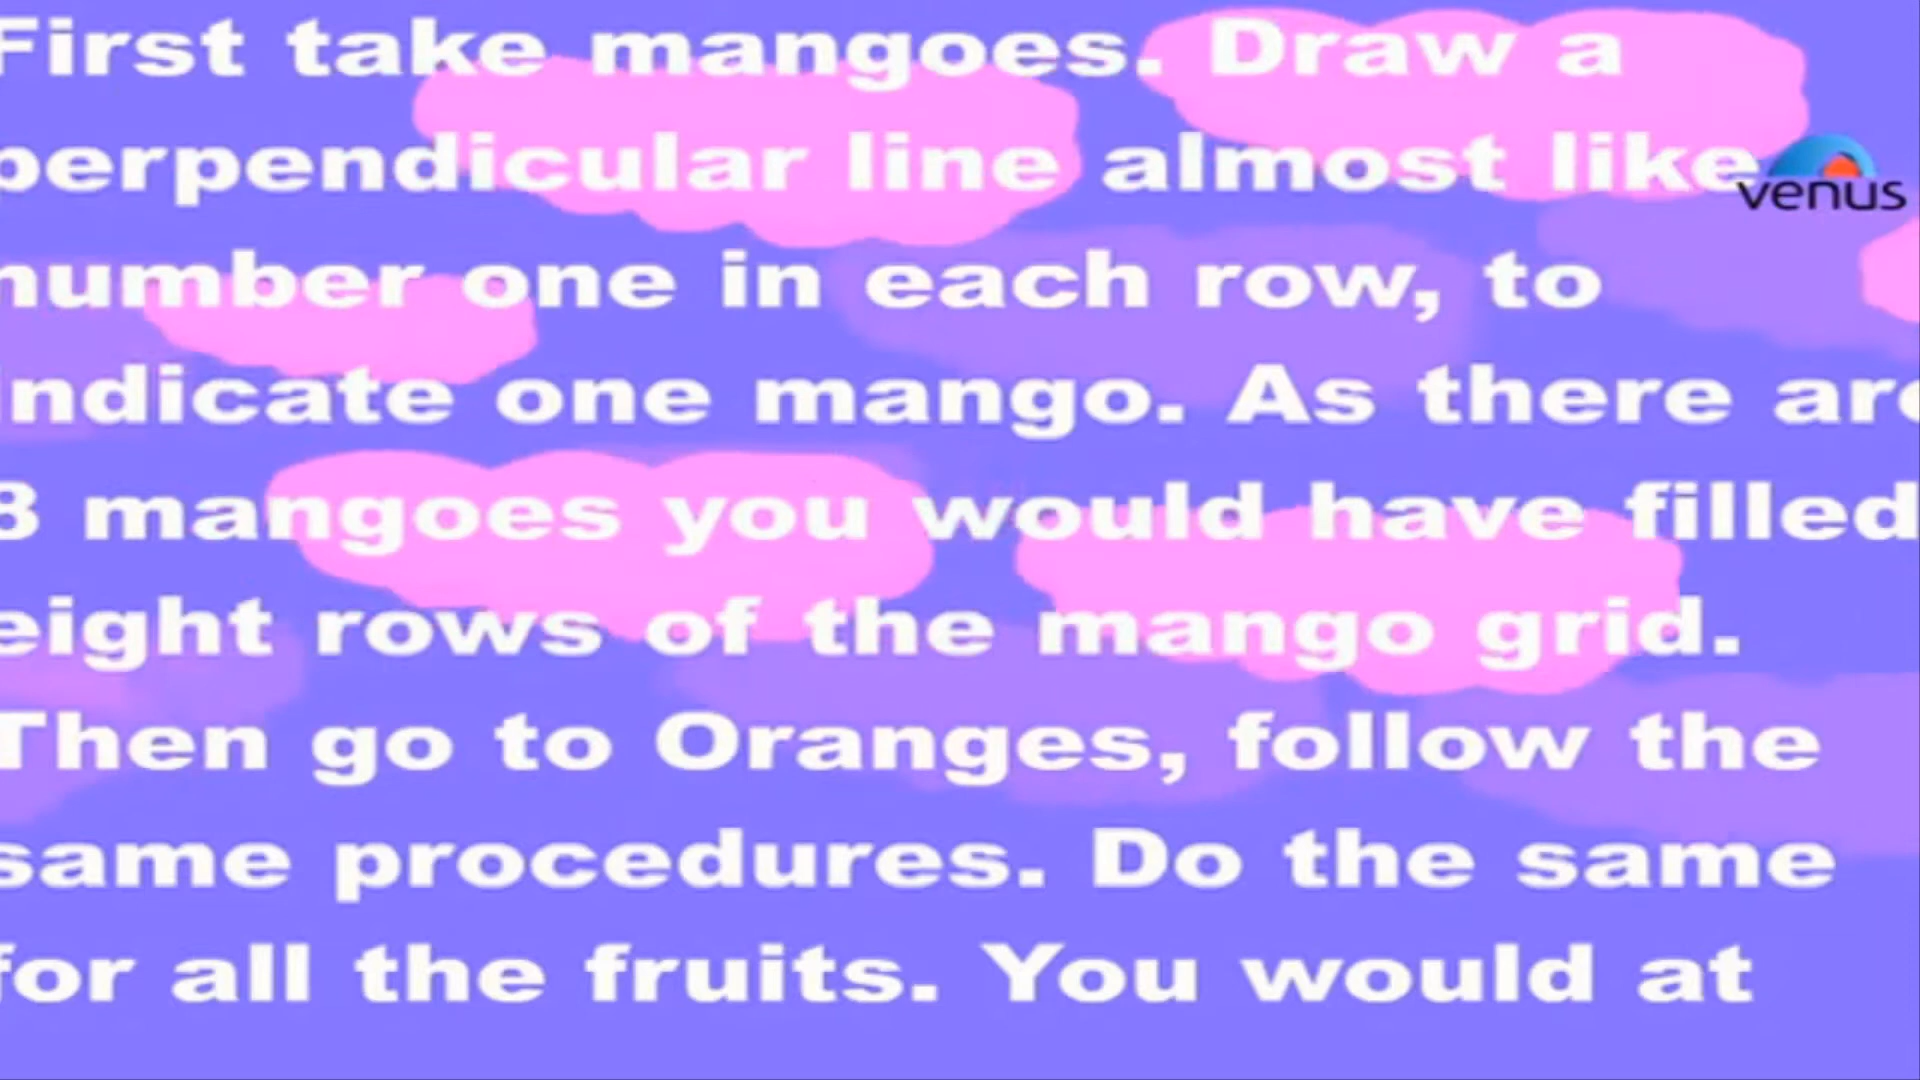 First take mangoes. Draw a
perpendicular line almost like
venus
number one in each row, to
indicate one mango. As there are
8 mangoes you would have filled
eight rows of the mango grid.
Then go to Oranges, follow the
same procedures. Do the same
for all the fruits. You would at